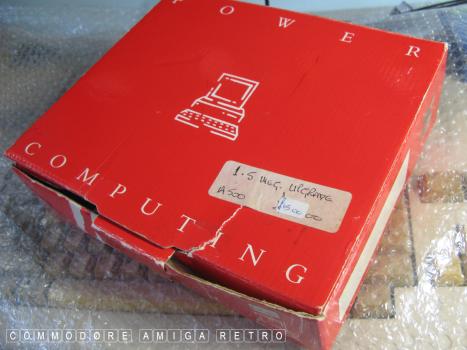 POWER
COMPUTING
1.5 MEG. UPGRADE
A500
COMMODORE AMIGA RETRO